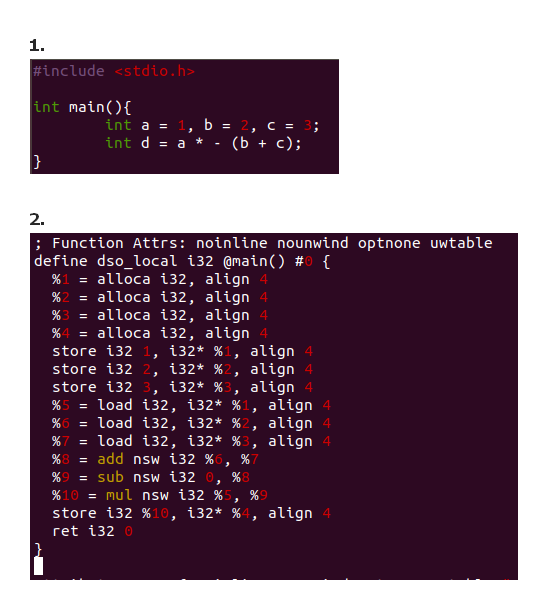 1.
#include <stdio.h>
int main(){
int a = 1, b = 2, c = 3;
int d = a * - (b + c);
}
2.
; Function Attrs: noinline nounwind optnone uwtable
define dso_local i32 @main() #0 {
%1 = alloca i32, align 4
%2 = alloca i32, align 4
%3 = alloca i32, align 4
%4 = alloca i32, align 4
store i32 1, i32* %1, align 4
store i32 2, i32* %2, align 4
store i32 3, i32* %3, align 4
%5 = load i32, i32* %1, align 4
%6 = load i32, i32* %2, align 4
%7 = load i32, i32* %3, align 4
%8 = add nsw i32 %6, %7
%9 = sub nsw i32 0, %8
%10 = mul nsw i32 %5, %9
store i32 %10, i32* %4, align 4
ret i32 0
}